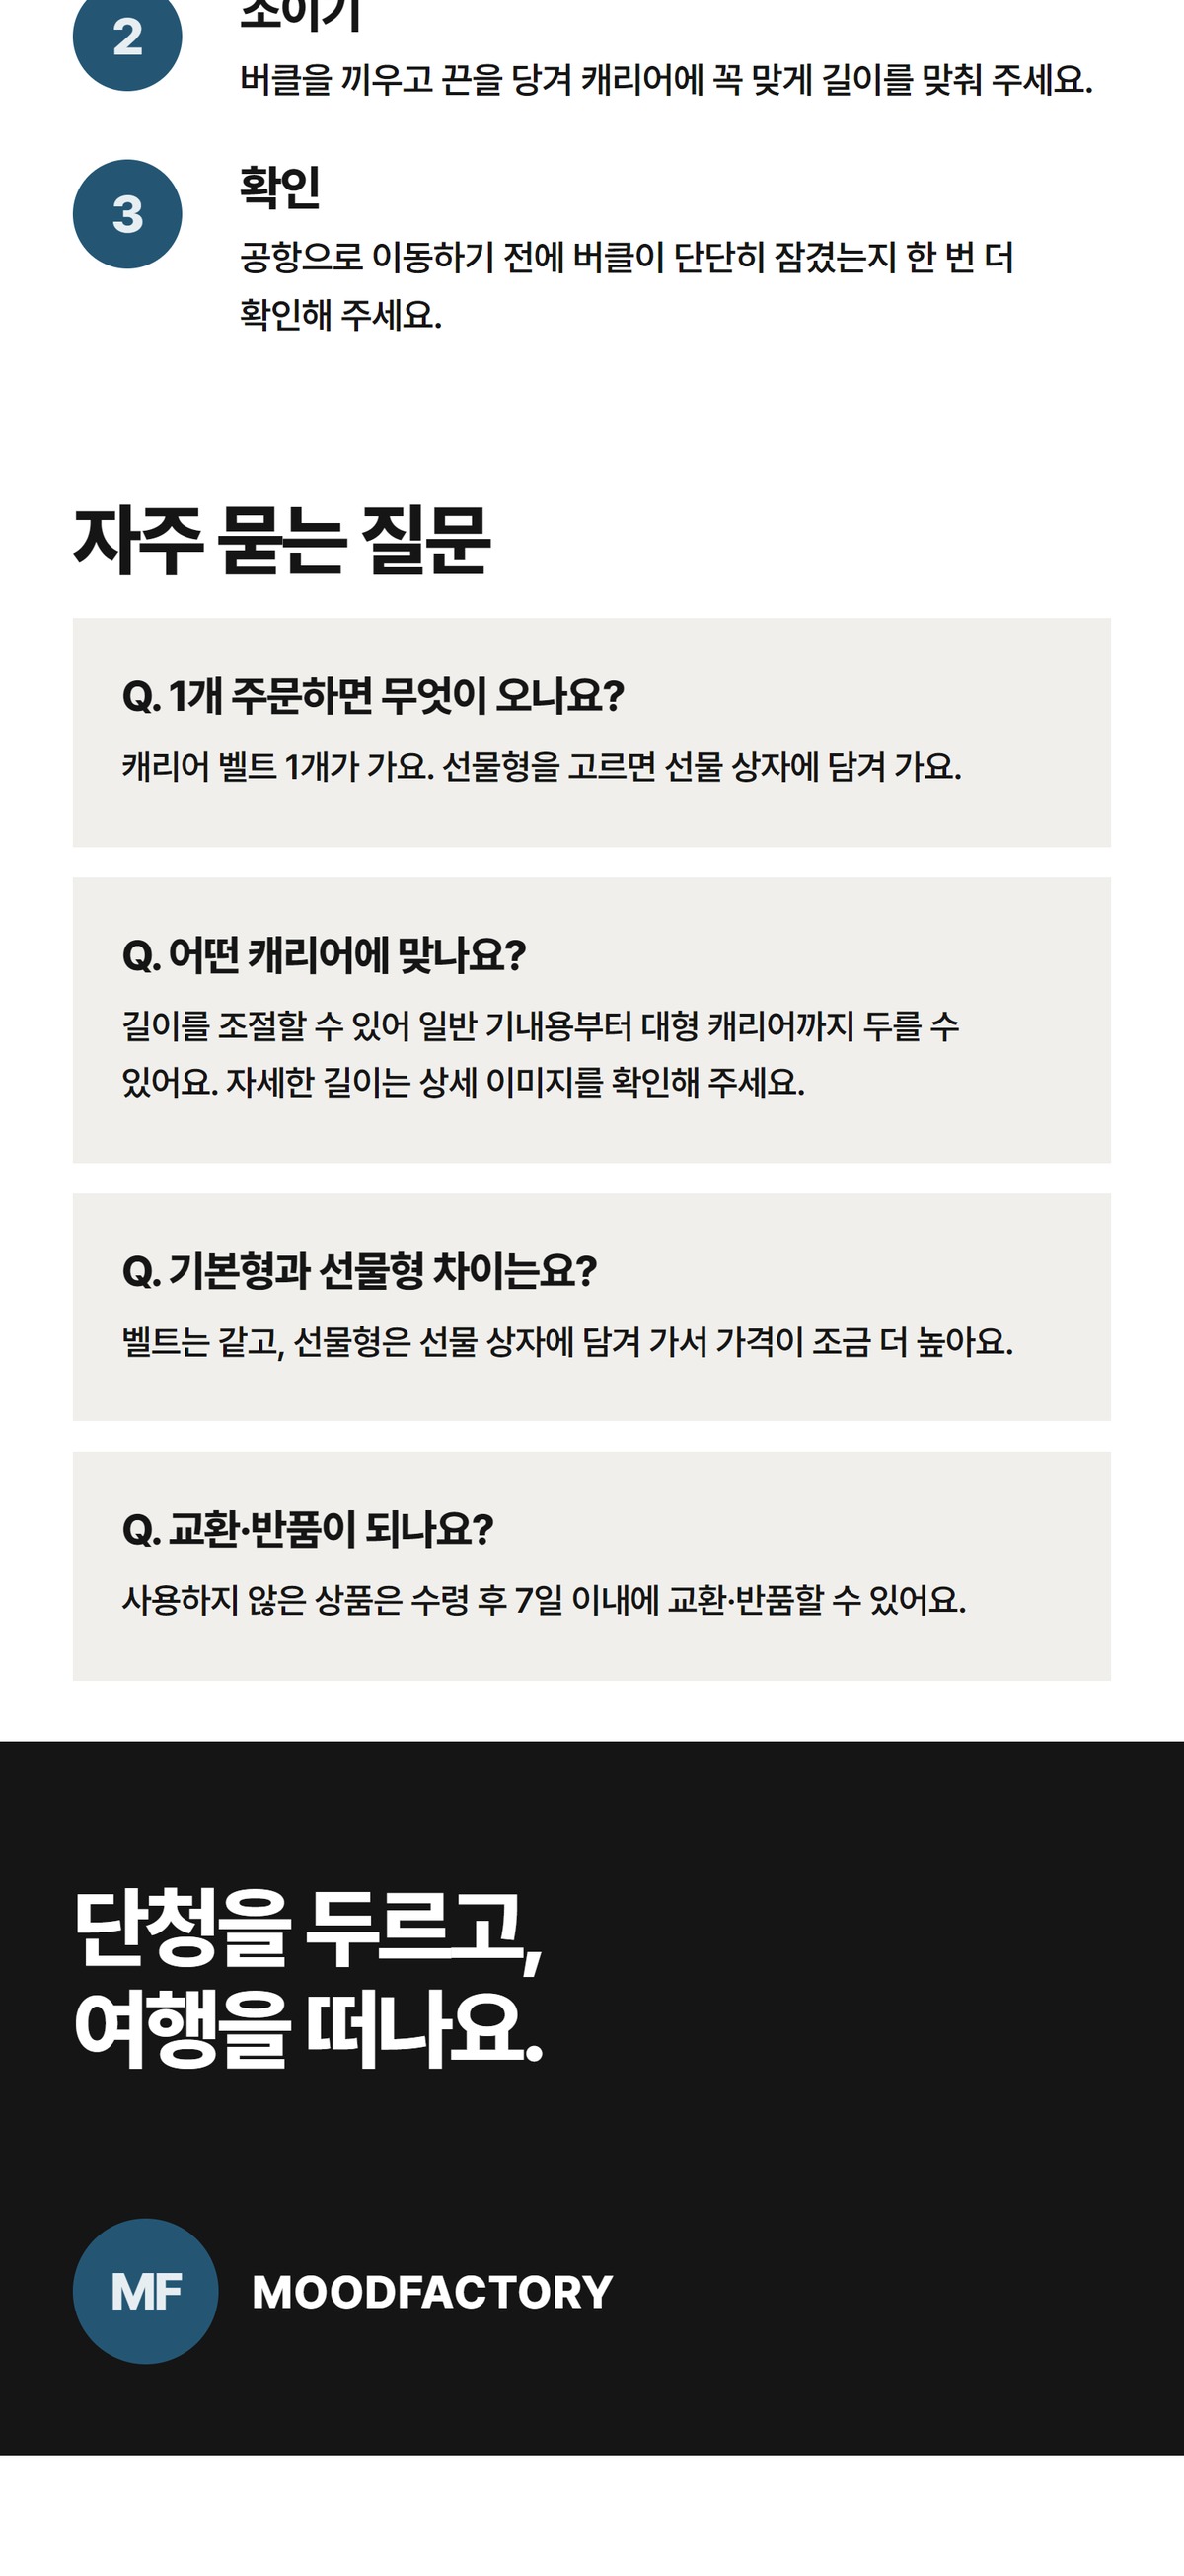 2
조이기
버클을 끼우고 끈을 당겨 캐리어에 꼭 맞게 길이를 맞춰 주세요.
3
확인
공항으로 이동하기 전에 버클이 단단히 잠겼는지 한 번 더
확인해 주세요.
자주 묻는 질문
Q. 1개 주문하면 무엇이 오나요?
캐리어 벨트 1개가 가요. 선물형을 고르면 선물 상자에 담겨 가요.
Q. 어떤 캐리어에 맞나요?
길이를 조절할 수 있어 일반 기내용부터 대형 캐리어까지 두를 수
있어요. 자세한 길이는 상세 이미지를 확인해 주세요.
Q. 기본형과 선물형 차이는요?
벨트는 같고, 선물형은 선물 상자에 담겨 가서 가격이 조금 더 높아요.
Q. 교환·반품이 되나요?
사용하지 않은 상품은 수령 후 7일 이내에 교환·반품할 수 있어요.
단청을 두르고,
여행을 떠나요.
MF MOODFACTORY